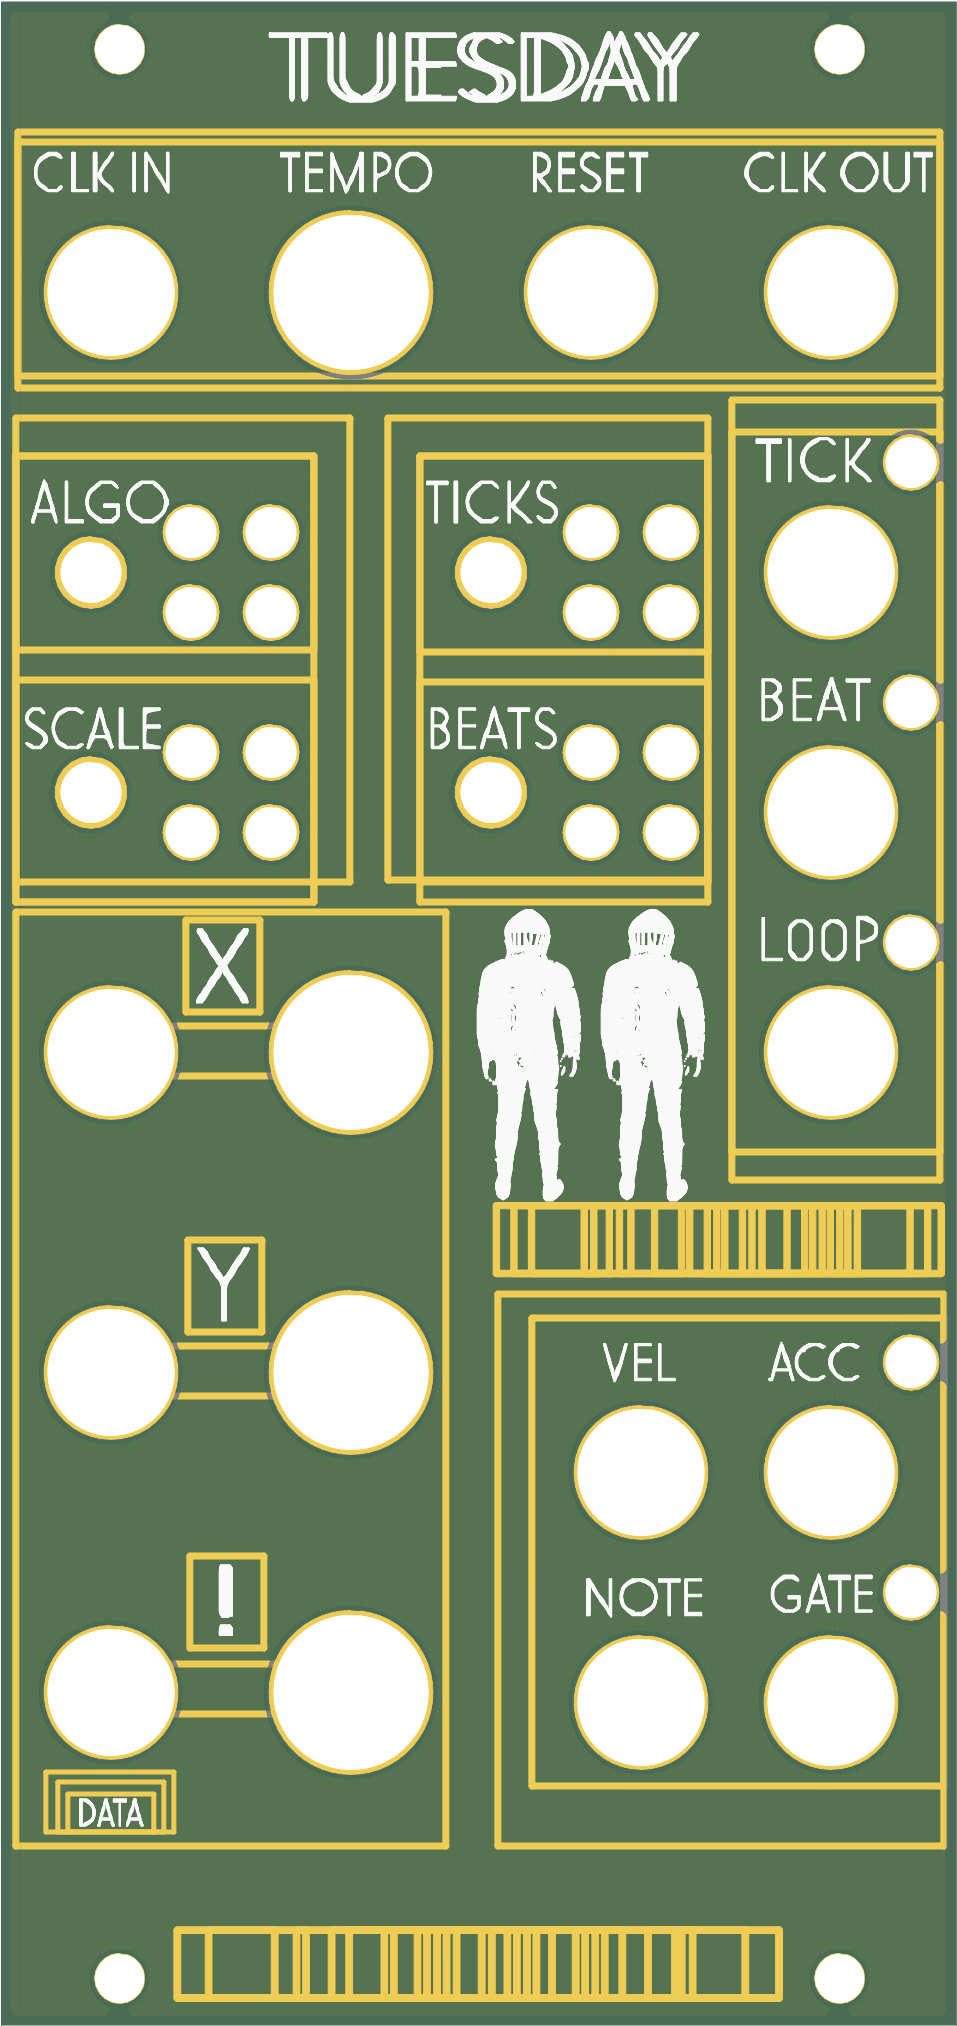 TUESDAY
CLK IN TEMPO RESET CLK OUT
TICK
ALGO TICKS
BEAT
SCALE BEATS
LOOP
X
Y
VEL ACC
!
NOTE GATE
DATA